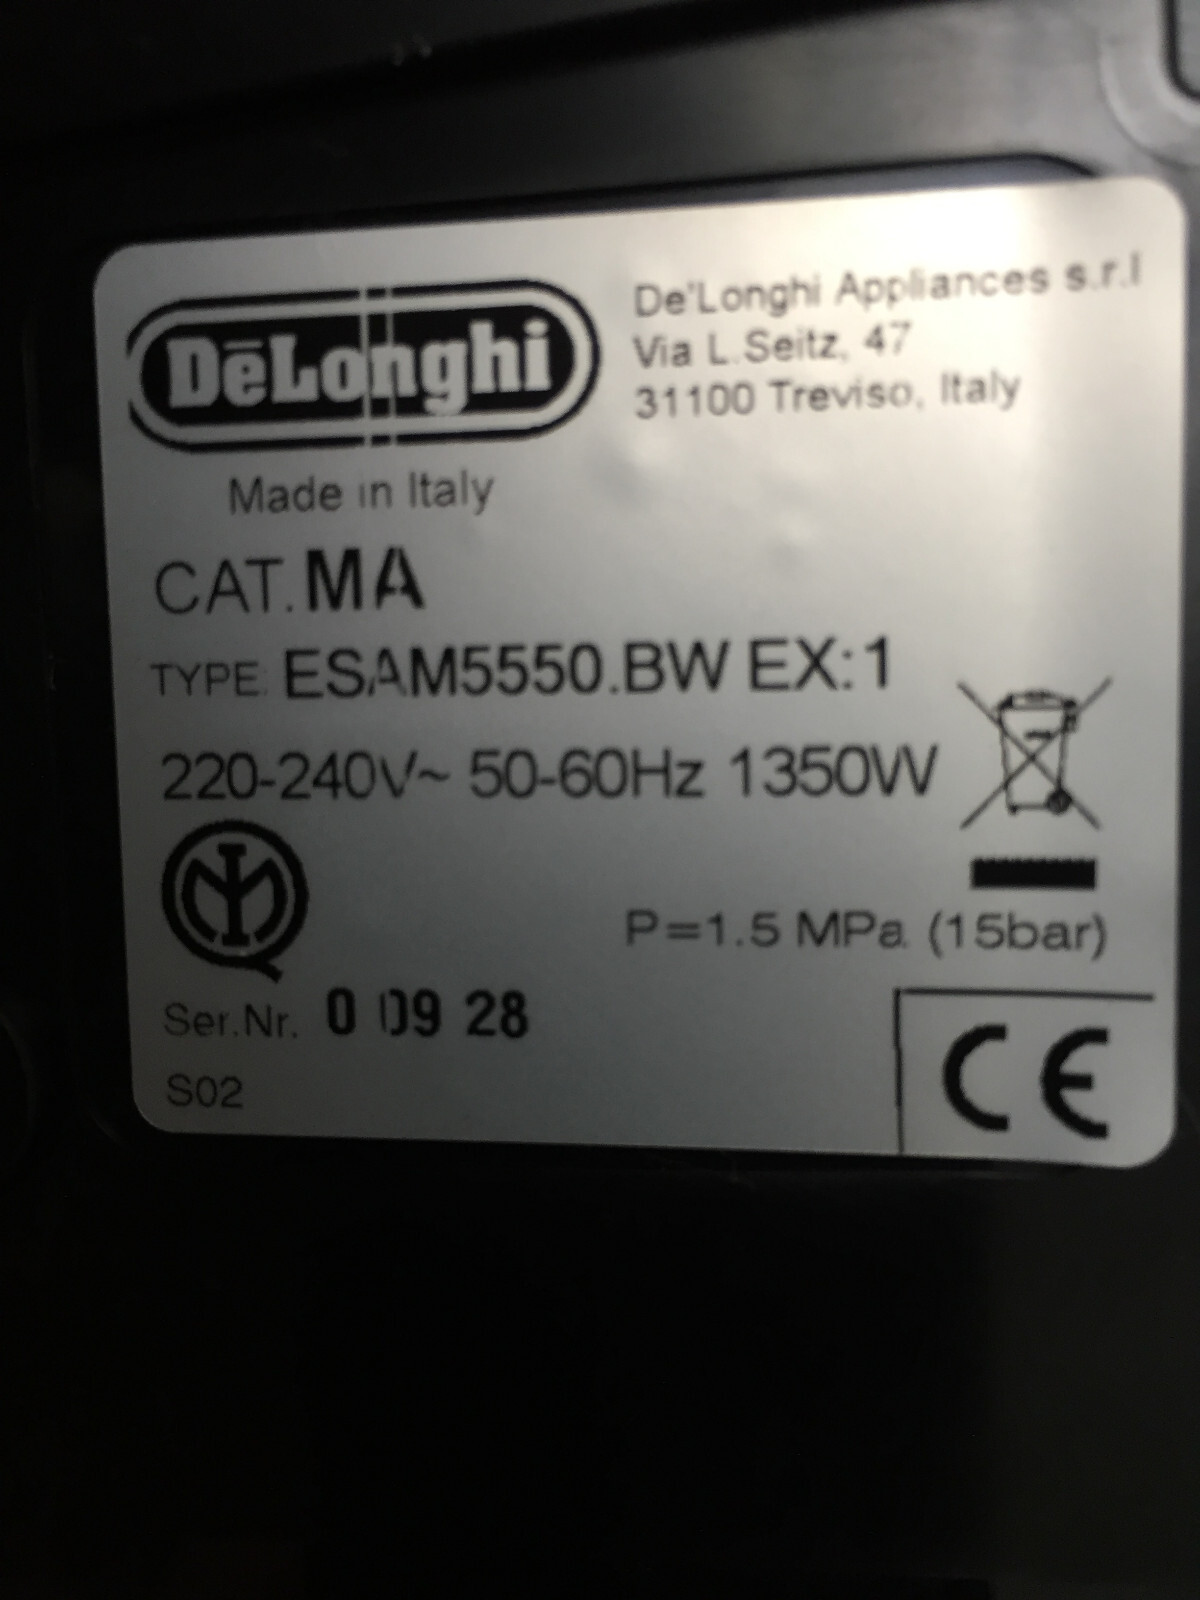 DēLonghi
De'Longhi Appliances s.r.l
Via L.Seitz, 47
31100 Treviso, Italy
Made in Italy
CAT.MA
TYPE: ESAM5550.BW EX:1
220-240V~ 50-60Hz 1350W
P=1.5 MPa. (15bar)
Ser.Nr. 0 09 28
S02
CE